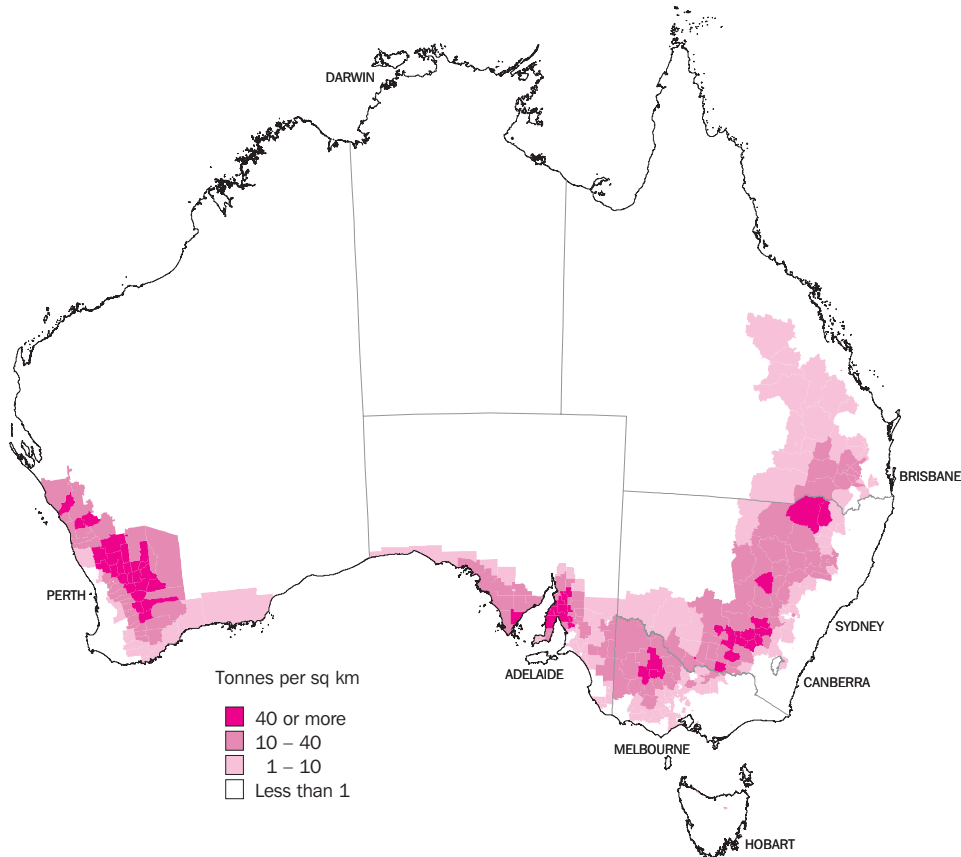 DARWIN
BRISBANE
PERTH
SYDNEY
ADELAIDE
CANBERRA
Tonnes per sq km
40 or more
10 – 40
MELBOURNE
1 – 10
Less than 1
HOBART